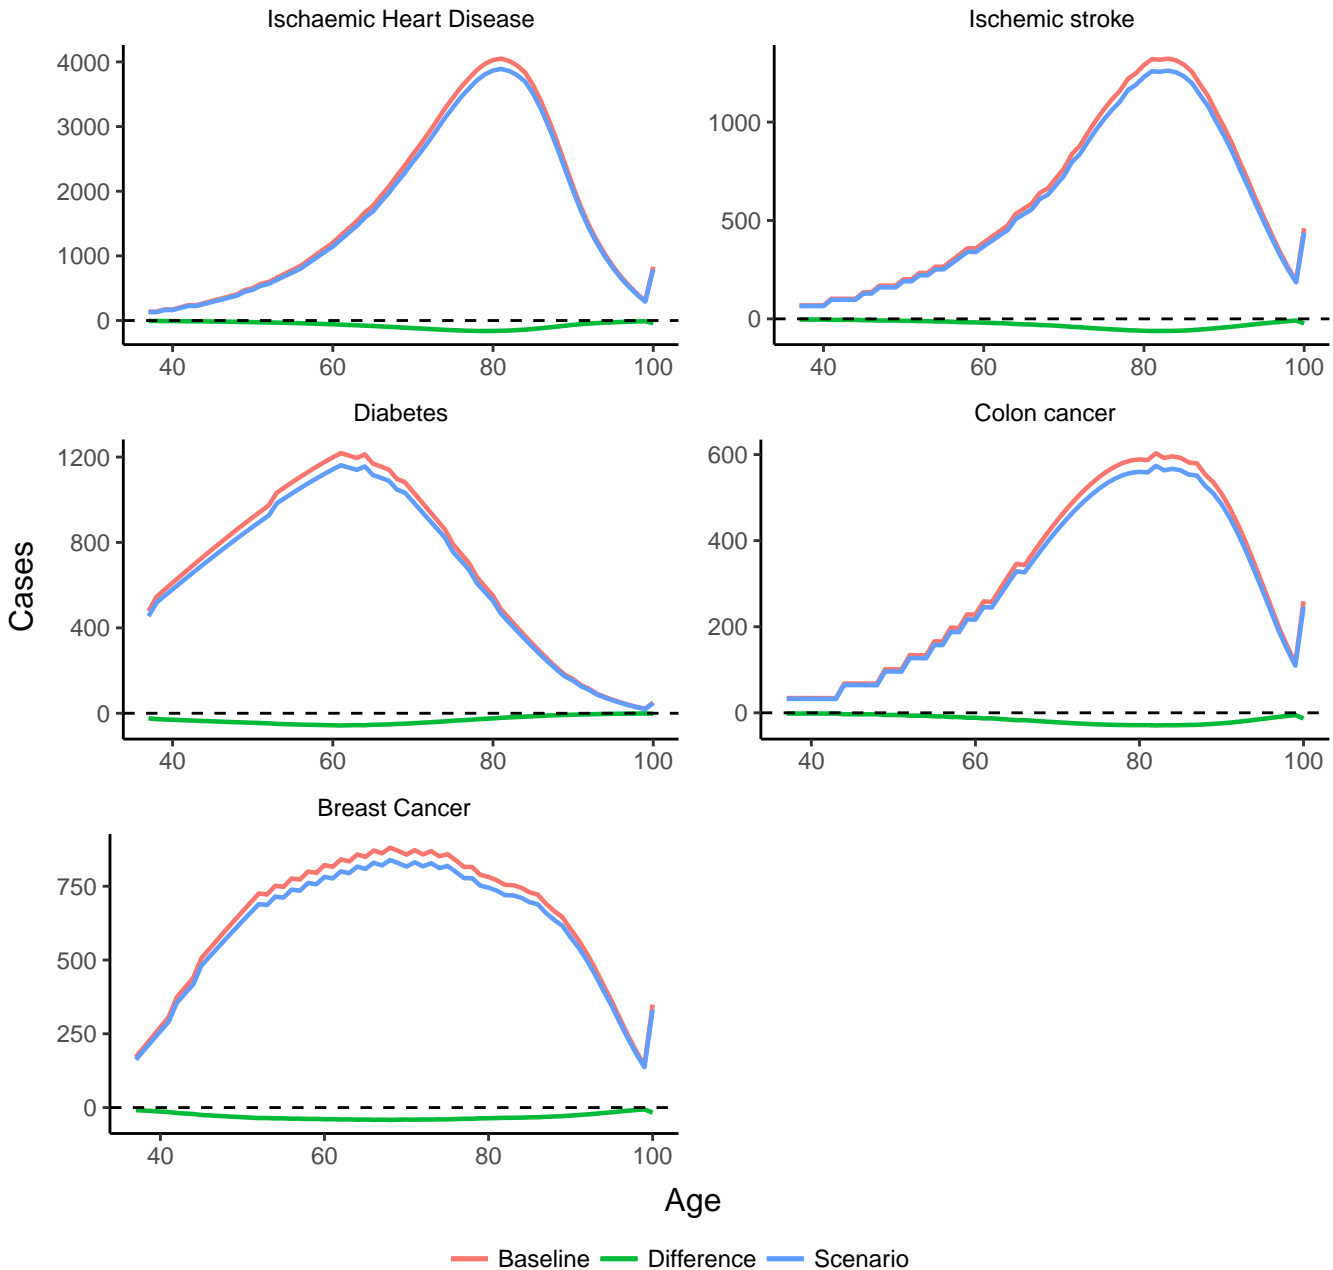 Ischaemic Heart Disease
4000
3000
2000
1000
0
40 60 80 100
Ischemic stroke
1000
500
0
40 60 80 100
Diabetes
1200
800
400
0
40 60 80 100
Colon cancer
600
400
200
0
40 60 80 100
Breast Cancer
750
500
250
0
40 60 80 100
Cases
Age
Baseline Difference Scenario